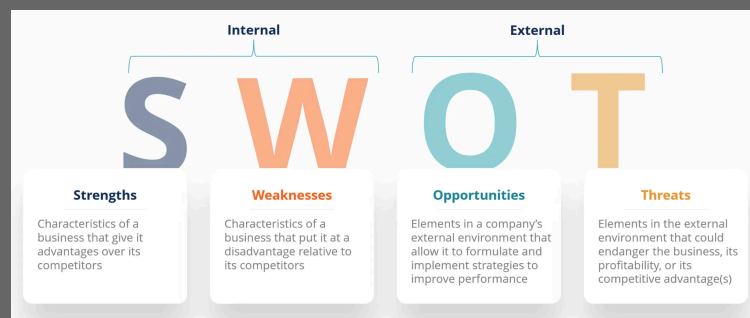 Internal
External
S W O T
Strengths
Characteristics of a
business that give it
advantages over its
competitors
Weaknesses
Characteristics of a
business that put it at a
disadvantage relative to
its competitors
Opportunities
Elements in a company's
external environment that
allow it to formulate and
implement strategies to
improve performance
Threats
Elements in the external
environment that could
endanger the business, its
profitability, or its
competitive advantage(s)